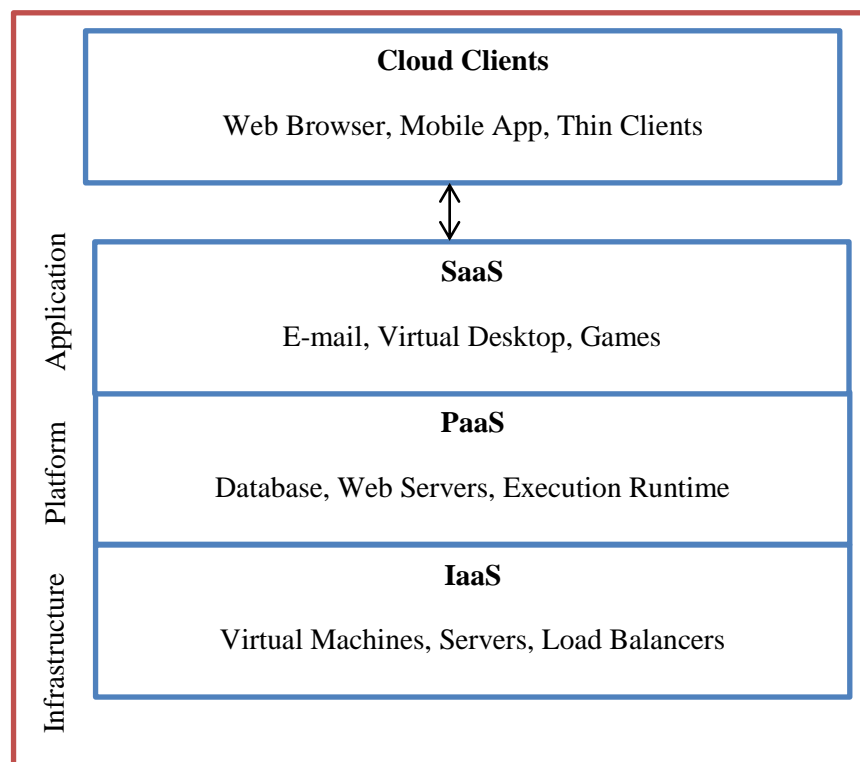 Cloud Clients
Web Browser, Mobile App, Thin Clients
Application
SaaS
E-mail, Virtual Desktop, Games
Platform
PaaS
Database, Web Servers, Execution Runtime
Infrastructure
IaaS
Virtual Machines, Servers, Load Balancers